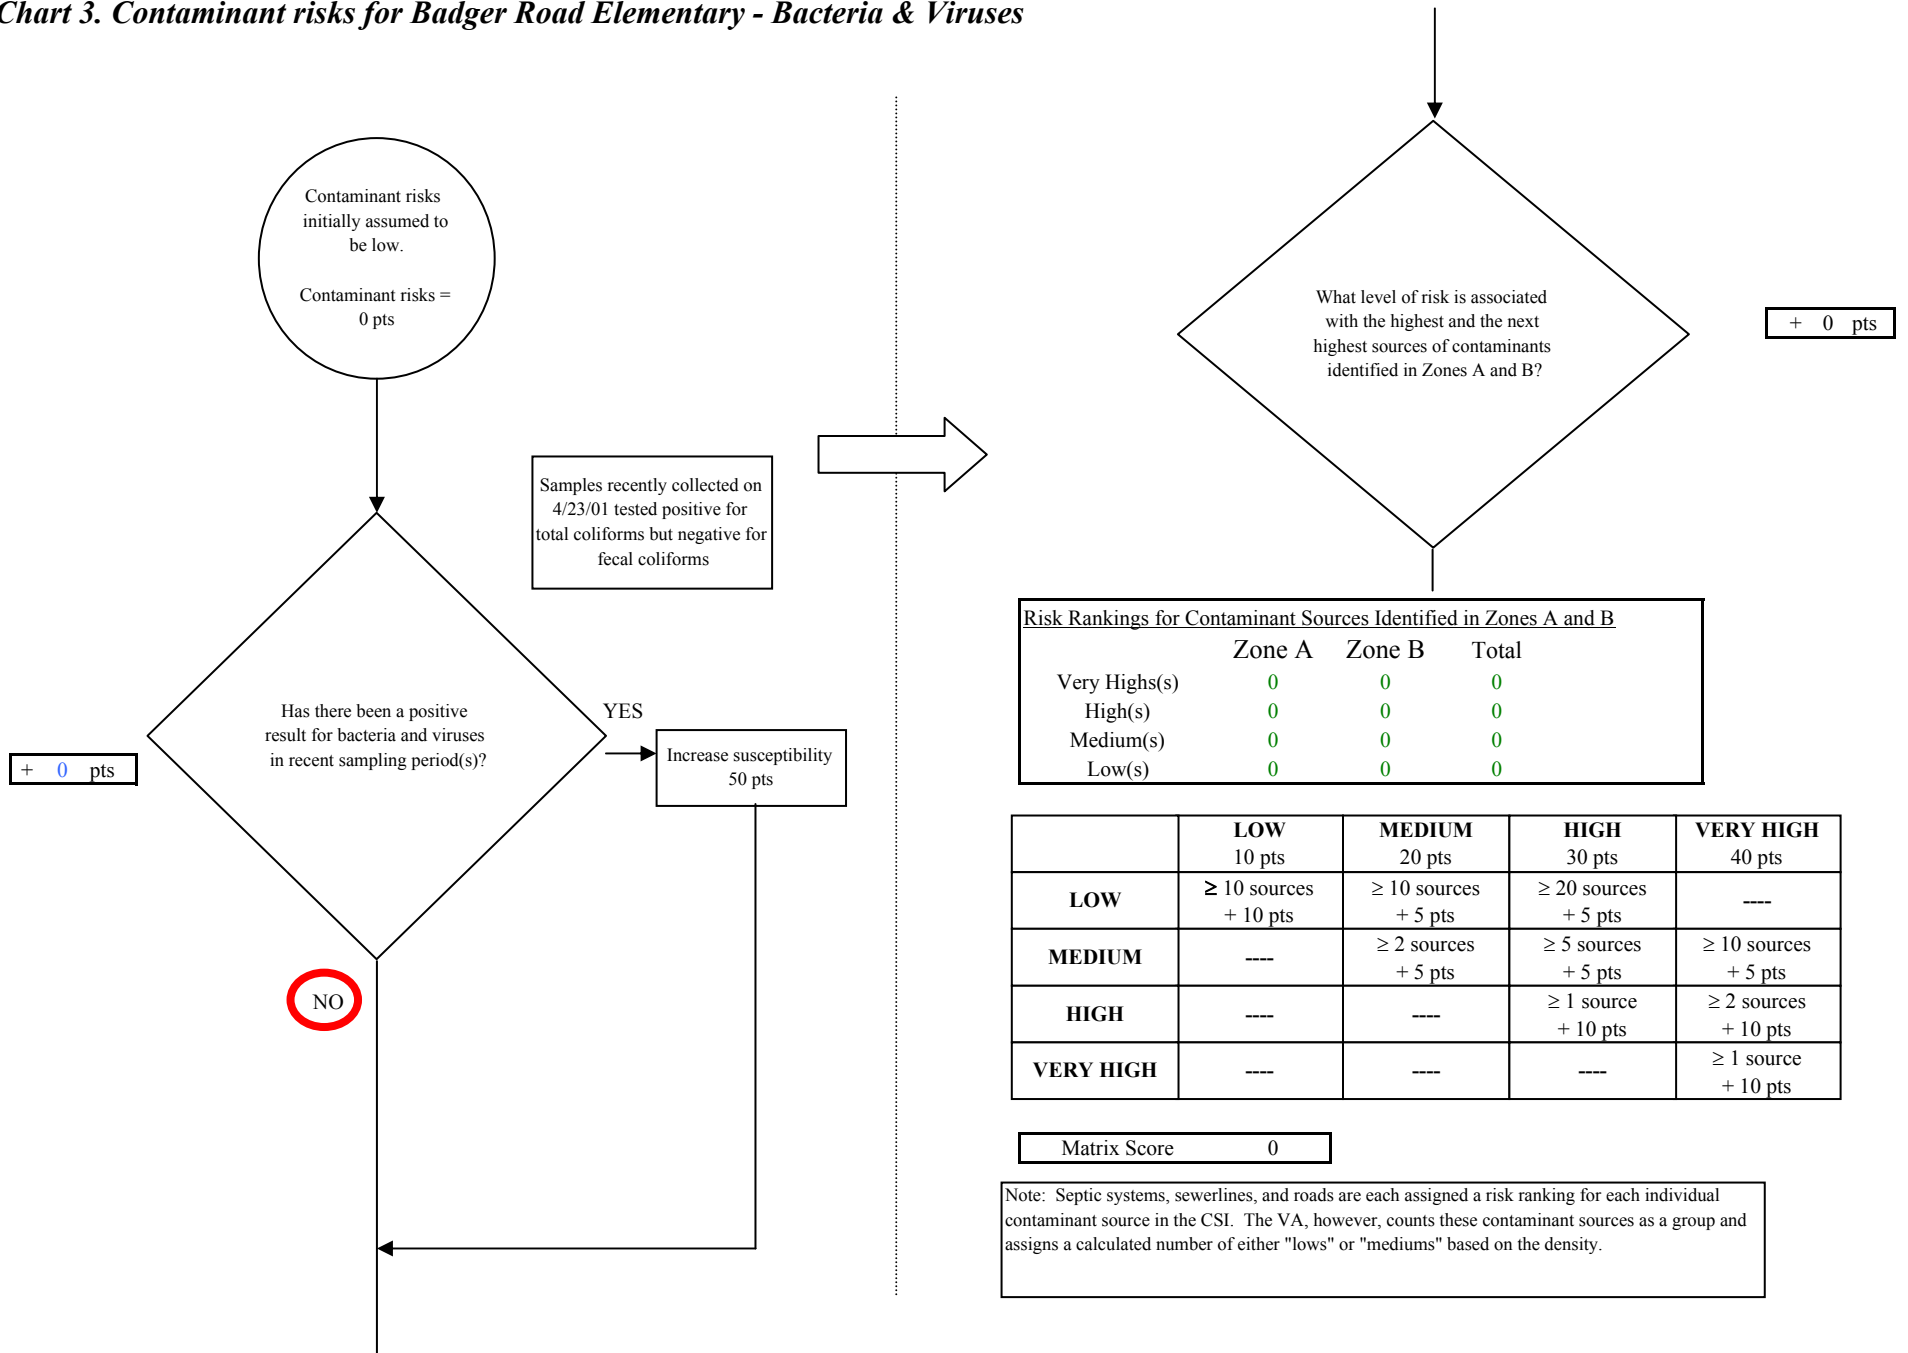 Chart 3. Contaminant risks for Badger Road Elementary - Bacteria & Viruses
Contaminant risks
initially assumed to
be low.
Contaminant risks =
0 pts
Samples recently collected on
4/23/01 tested positive for
total coliforms but negative for
fecal coliforms
Has there been a positive
result for bacteria and viruses
in recent sampling period(s)?
YES
Increase susceptibility
50 pts
+ 0 pts
NO
What level of risk is associated
with the highest and the next
highest sources of contaminants
identified in Zones A and B?
+ 0 pts
Risk Rankings for Contaminant Sources Identified in Zones A and B
Zone A Zone B Total
Very Highs(s) 0 0 0
High(s) 0 0 0
Medium(s) 0 0 0
Low(s) 0 0 0
LOW MEDIUM HIGH VERY HIGH
10 pts 20 pts 30 pts 40 pts
LOW ≥ 10 sources ≥ 10 sources ≥ 20 sources ----
+ 10 pts + 5 pts + 5 pts
MEDIUM ---- ≥ 2 sources ≥ 5 sources ≥ 10 sources
+ 5 pts + 5 pts + 5 pts
HIGH ---- ---- ≥ 1 source ≥ 2 sources
+ 10 pts + 10 pts
VERY HIGH ---- ---- ---- ≥ 1 source
+ 10 pts
Matrix Score 0
Note: Septic systems, sewerlines, and roads are each assigned a risk ranking for each individual
contaminant source in the CSI. The VA, however, counts these contaminant sources as a group and
assigns a calculated number of either "lows" or "mediums" based on the density.